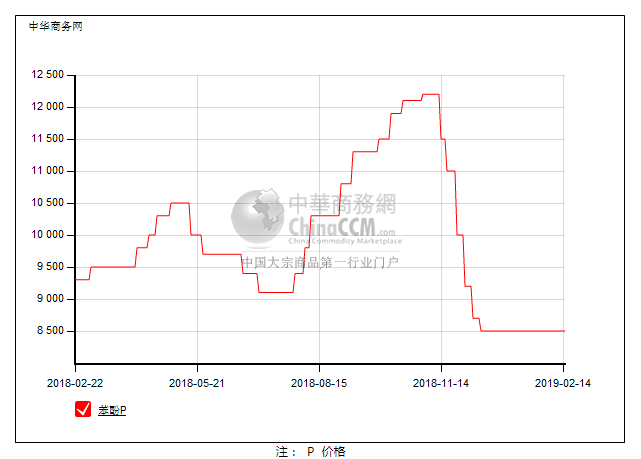 中华商务网
12 500
12 000
11 500
11 000
10 500
10 000
9 500
9 000
8 500
中華商務網
ChinaCCM.com
China Commodity Marketplace
中国大宗商品第一行业门户
2018-02-22 2018-05-21 2018-08-15 2018-11-14 2019-02-14
苯酚P
注： P 价格